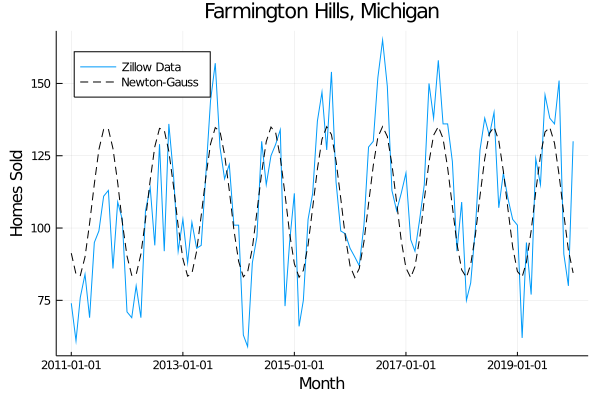 Farmington Hills, Michigan
Zillow Data
Newton-Gauss
150
125
100
75
Homes Sold
2011-01-01 2013-01-01 2015-01-01 2017-01-01 2019-01-01
Month